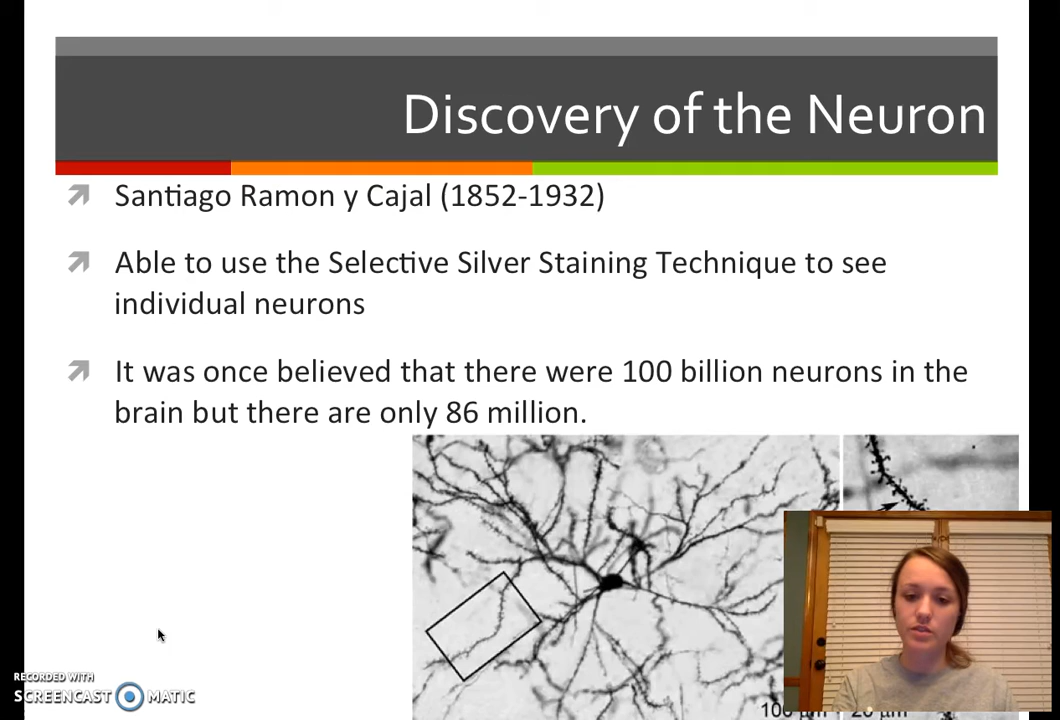 Discovery of the Neuron
Santiago Ramon y Cajal (1852-1932)
Able to use the Selective Silver Staining Technique to see
individual neurons
It was once believed that there were 100 billion neurons in the
brain but there are only 86 million.
RECORDED WITH
SCREENCAST MATIC